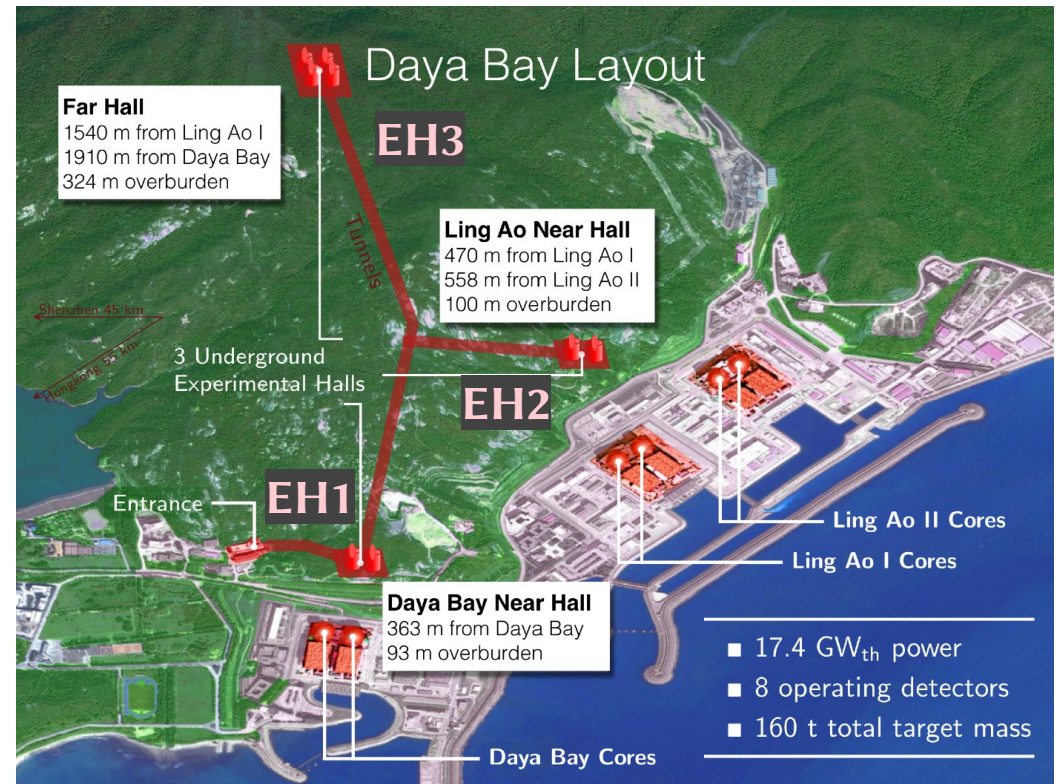 Daya Bay Layout
Far Hall
1540 m from Ling Ao I
1910 m from Daya Bay
324 m overburden
EH3
Tunnels
Ling Ao Near Hall
470 m from Ling Ao I
558 m from Ling Ao II
100 m overburden
Shenzhen 45 km
Hongkong 55 km
3 Underground
Experimental Halls
EH2
EH1
Entrance
Ling Ao II Cores
Ling Ao I Cores
Daya Bay Near Hall
363 m from Daya Bay
93 m overburden
■ 17.4 GWth power
■ 8 operating detectors
■ 160 t total target mass
Daya Bay Cores